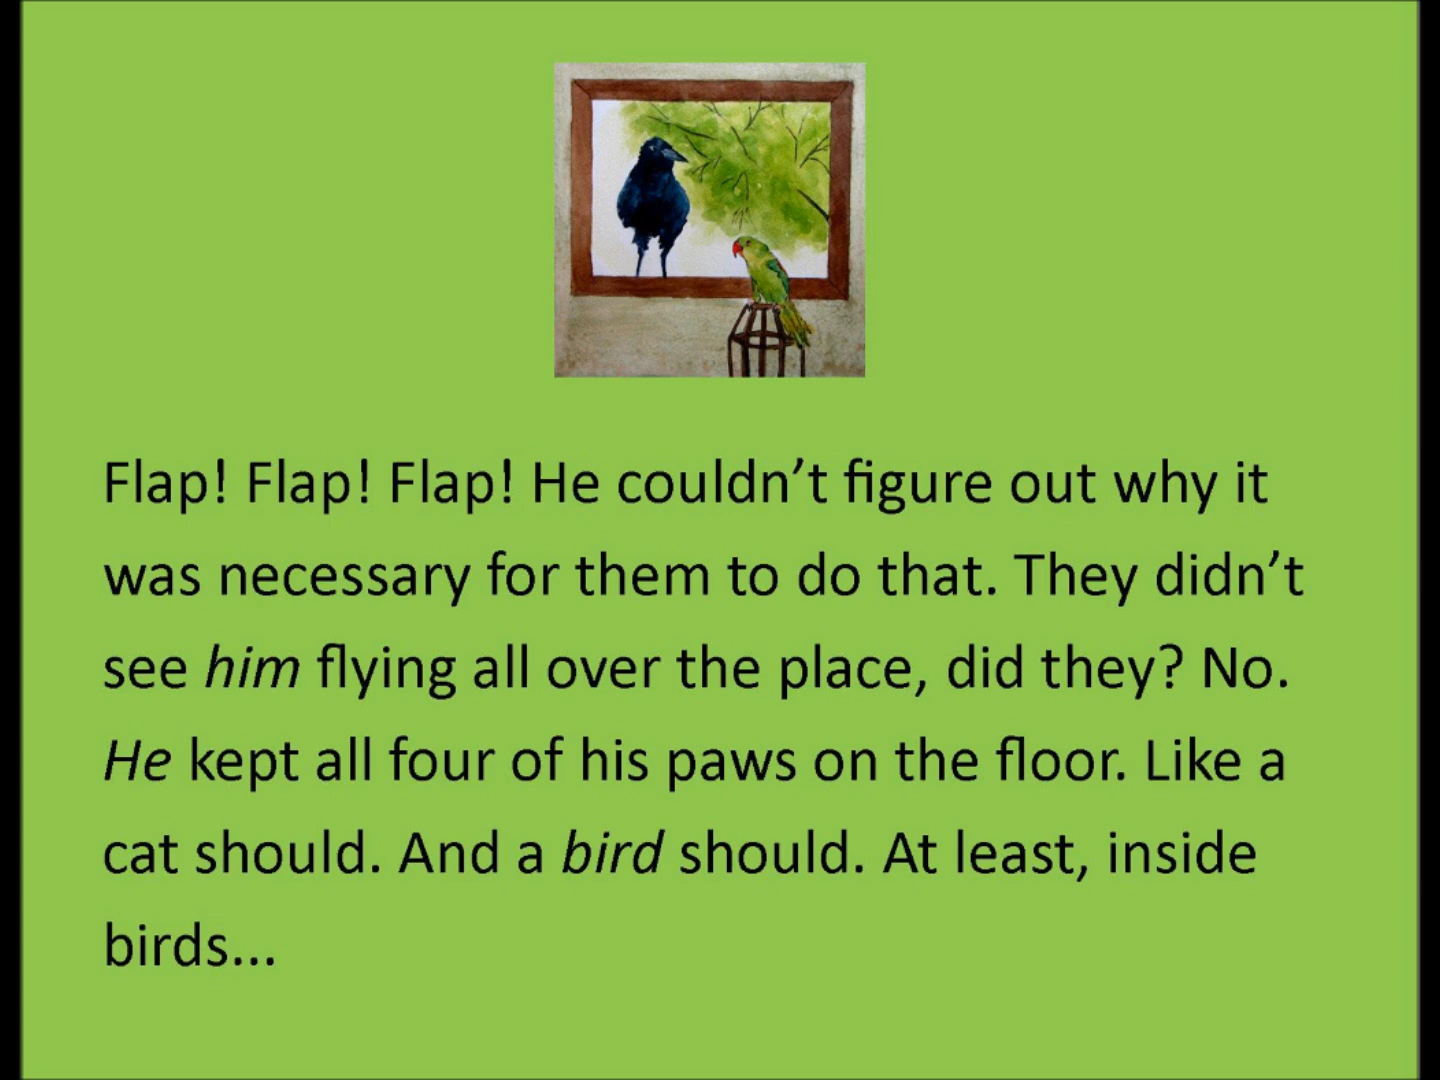 Flap! Flap! Flap! He couldn’t figure out why it
was necessary for them to do that. They didn’t
see him flying all over the place, did they? No.
He kept all four of his paws on the floor. Like a
cat should. And a bird should. At least, inside
birds...